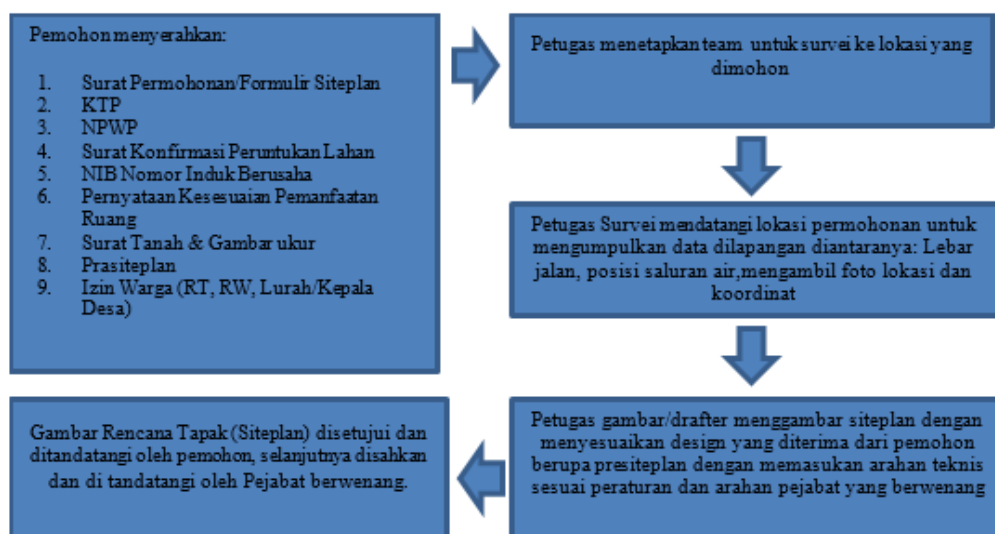 Pemohon menyerahkan:
1. Surat Permohonan/Formulir Siteplan
2. KTP
3. NPWP
4. Surat Konfirmasi Peruntukan Lahan
5. NIB Nomor Induk Berusaha
6. Pernyataan Kesesuaian Pemanfaatan
Ruang
7. Surat Tanah & Gambar ukur
8. Prasiteplan
9. Izin Warga (RT, RW, Lurah/Kepala
Desa)
Petugas menetapkan team untuk survei ke lokasi yang
dimohon
Petugas Survei mendatangi lokasi permohonan untuk
mengumpulkan data dilapangan diantaranya: Lebar
jalan, posisi saluran air,mengambil foto lokasi dan
koordinat
Petugas gambar/drafter menggambar siteplan dengan
menyesuaikan design yang diterima dari pemohon
berupa presiteplan dengan memasukan arahan teknis
sesuai peraturan dan arahan pejabat yang berwenang
Gambar Rencana Tapak (Siteplan) disetujui dan
ditandatangi oleh pemohon, selanjutnya disahkan
dan di tandatangi oleh Pejabat berwenang.